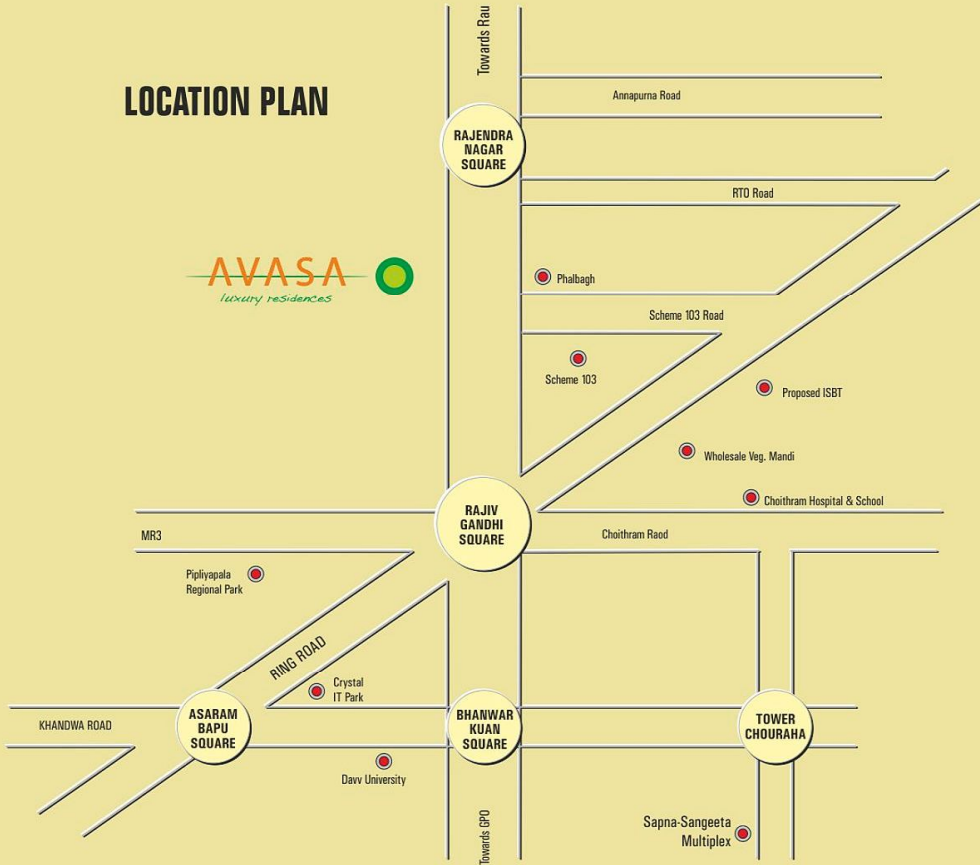 Towards Rau
LOCATION PLAN
Annapurna Road
RAJENDRA
NAGAR
SQUARE
RTO Road
AVASA
luxury residences
Phalbagh
Scheme 103 Road
Scheme 103
Proposed ISBT
Wholesale Veg. Mandi
Choithram Hospital & School
RAJIV
GANDHI
SQUARE
MR3
Choithram Raod
Pipliyapala
Regional Park
RING ROAD
Crystal
IT Park
KHANDWA ROAD
ASARAM
BAPU
SQUARE
BHANWAR
KUAN
SQUARE
TOWER
CHOURAHA
Davv University
Towards GPO
Sapna-Sangeeta
Multiplex